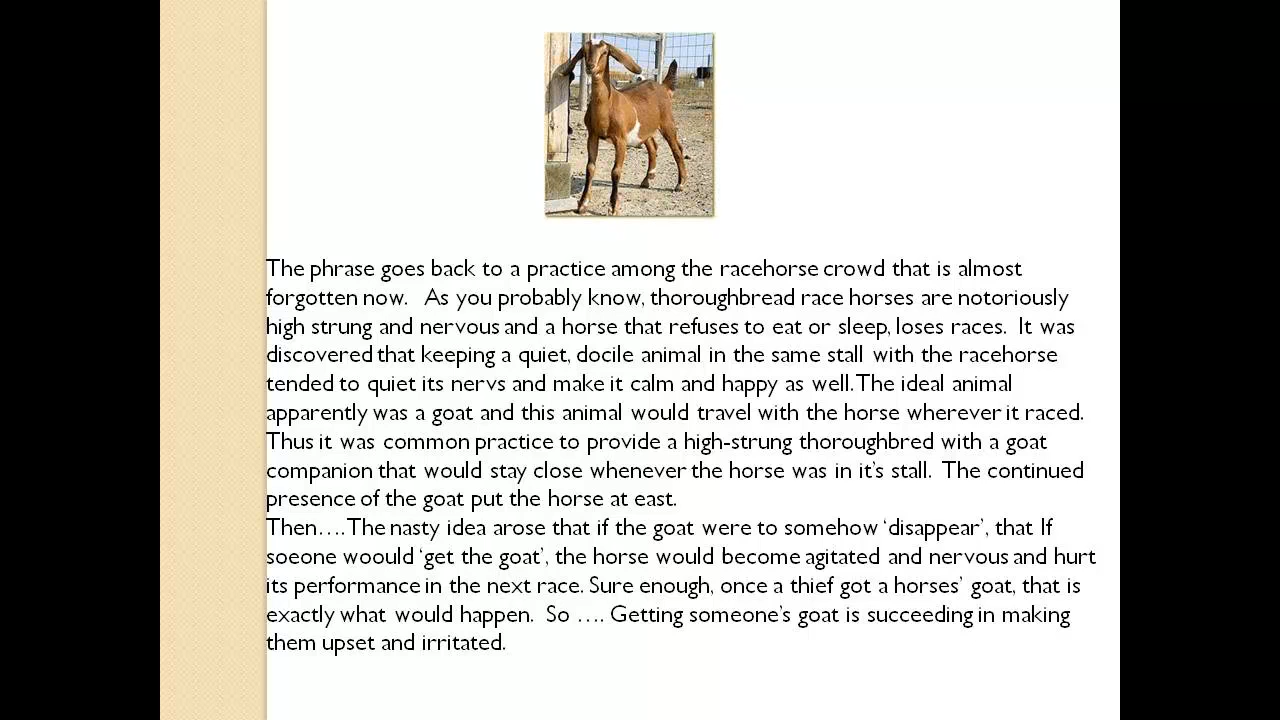 The phrase goes back to a practice among the racehorse crowd that is almost
forgotten now.   As you probably know, thoroughbread race horses are notoriously
high strung and nervous and a horse that refuses to eat or sleep, loses races.  It was
discovered that keeping a quiet, docile animal in the same stall with the racehorse
tended to quiet its nervs and make it calm and happy as well. The ideal animal
apparently was a goat and this animal would travel with the horse wherever it raced.
Thus it was common practice to provide a high-strung thoroughbred with a goat
companion that would stay close whenever the horse was in it's stall.  The continued
presence of the goat put the horse at east.
Then…. The nasty idea arose that if the goat were to somehow ‘disappear’, that If
soeone woould ‘get the goat’, the horse would become agitated and nervous and hurt
its performance in the next race. Sure enough, once a thief got a horses’ goat, that is
exactly what would happen.  So …. Getting someone's goat is succeeding in making
them upset and irritated.